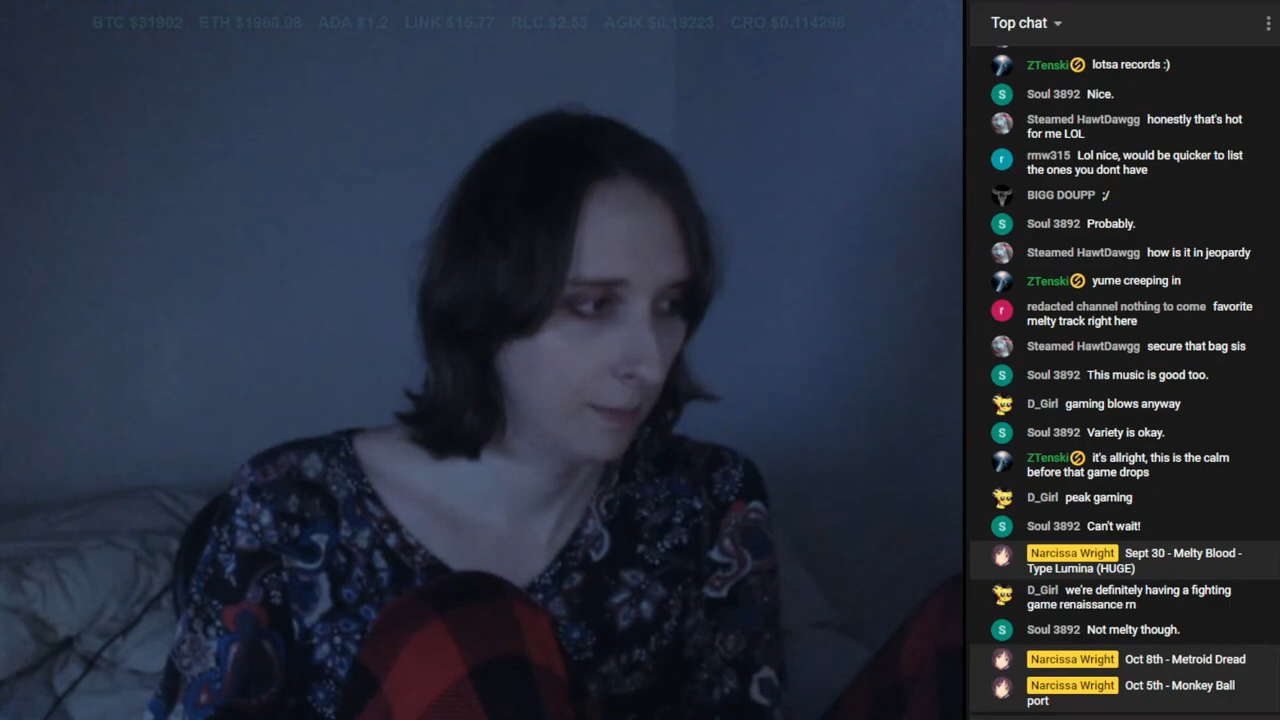 BTC $31902 ETH $1960.08 ADA $1.2 LINK $15.77 RLC $2.53 AGIX $0.19223 CRO $0.114298
Top chat
ZTenski lotsa records :)
S Soul 3892 Nice.
Steamed HawtDawgg honestly that's hot
for me LOL
r rmw315 Lol nice, would be quicker to list
the ones you dont have
BIGG DOUPP ;/
S Soul 3892 Probably.
Steamed HawtDawgg how is it in jeopardy
ZTenski yume creeping in
r redacted channel nothing to come favorite
melty track right here
Steamed HawtDawgg secure that bag sis
S Soul 3892 This music is good too.
D_Girl gaming blows anyway
S Soul 3892 Variety is okay.
ZTenski it's allright, this is the calm
before that game drops
D_Girl peak gaming
S Soul 3892 Can't wait!
Narcissa Wright Sept 30 - Melty Blood -
Type Lumina (HUGE)
D_Girl we're definitely having a fighting
game renaissance rn
S Soul 3892 Not melty though.
Narcissa Wright Oct 8th - Metroid Dread
Narcissa Wright Oct 5th - Monkey Ball
port